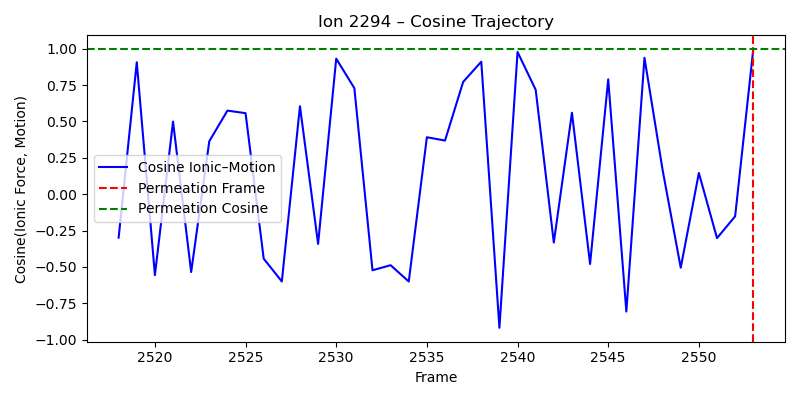 Ion 2294 – Cosine Trajectory
Cosine(Ionic Force, Motion)
1.00
0.75
0.50
0.25
0.00
−0.25
−0.50
−0.75
−1.00
Cosine Ionic–Motion
Permeation Frame
Permeation Cosine
2520
2525
2530
2535
2540
2545
2550
Frame